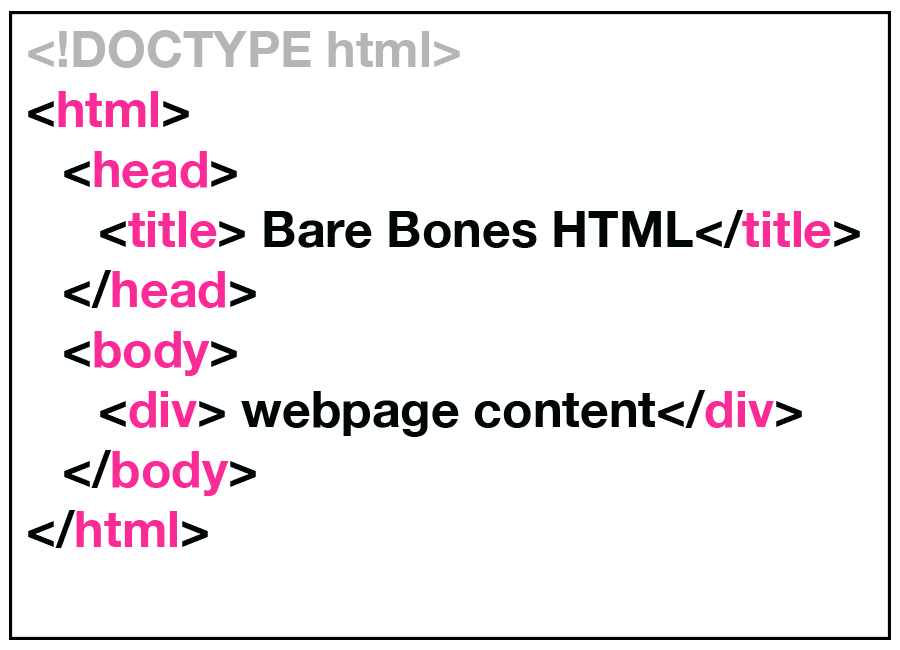 <!DOCTYPE html>
<html>
<head>
<title> Bare Bones HTML</title>
</head>
<body>
<div> webpage content</div>
</body>
</html>